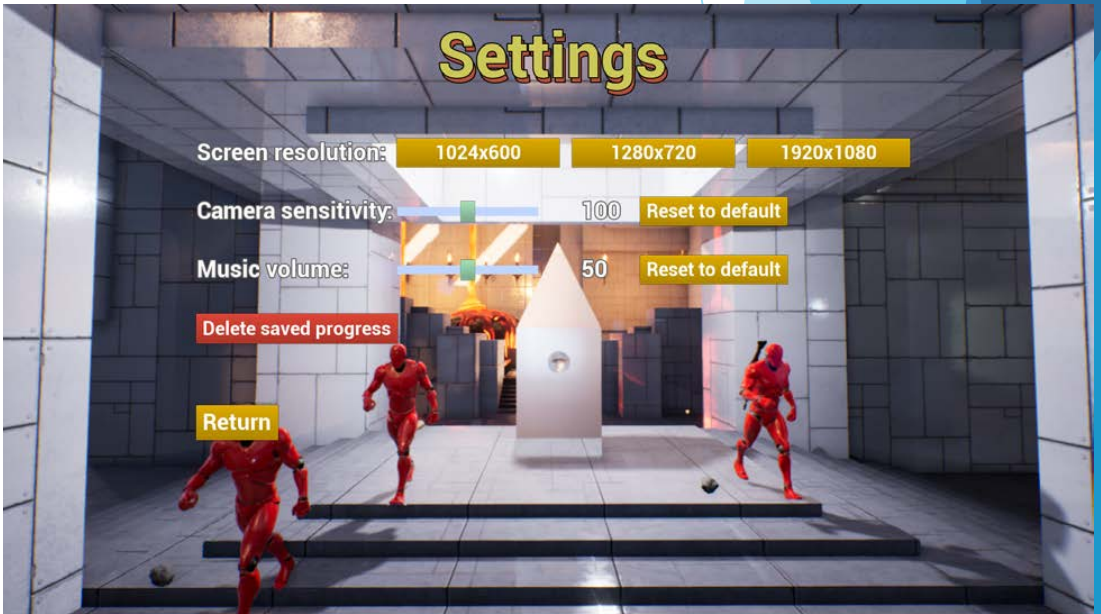 Settings
Screen resolution: 1024x600 1280x720 1920x1080
Camera sensitivity: 100 Reset to default
Music volume: 50 Reset to default
Delete saved progress
Return